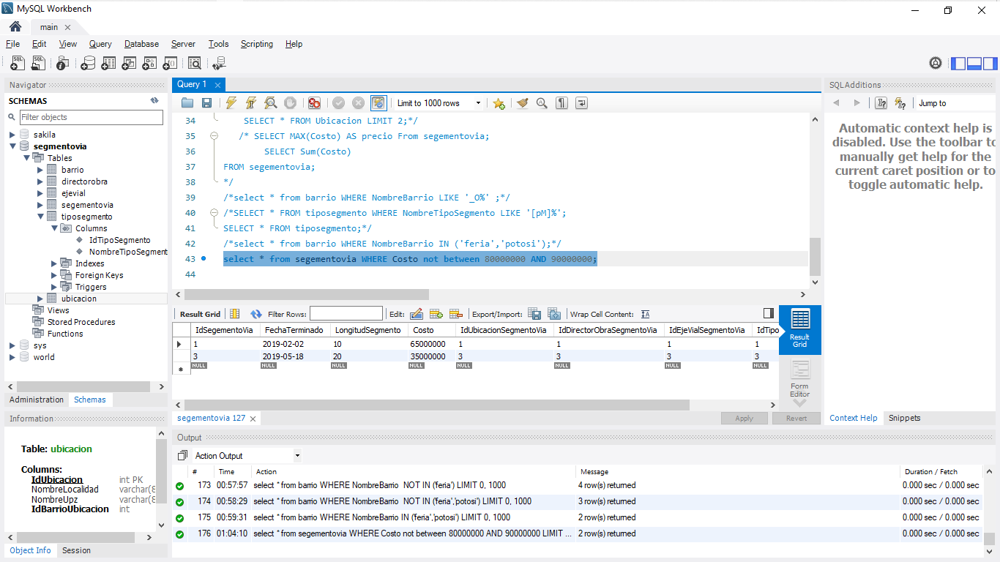 MySQL Workbench
main
File Edit View Query Database Server Tools Scripting Help
Navigator
SCHEMAS
Filter objects
sakila
segmentovia
Tables
barrio
directorobra
ejevial
segementovia
tiposegmento
Columns
IdTipoSegmento
NombreTipoSegment
Indexes
Foreign Keys
Triggers
ubicacion
Views
Stored Procedures
Functions
sys
world
Administration Schemas
Information
Table: ubicacion
Columns:
IdUbicacion int PK
NombreLocalidad varchar(8
NombreUpz varchar(8
IdBarrioUbicacion int
Object Info Session
Query 1
Limit to 1000 rows
34 SELECT * FROM Ubicacion LIMIT 2;*/
35 /* SELECT MAX(Costo) AS precio From segementovia;
36 SELECT Sum(Costo)
37 FROM segementovia;
38 */
39 /*select * from barrio WHERE NombreBarrio LIKE '_O%' ;*/
40 /*SELECT * FROM tiposegmento WHERE NombreTipoSegmento LIKE '[pM]%';
41 SELECT * FROM tiposegmento;*/
42 /*select * from barrio WHERE NombreBarrio IN ('feria','potosi');*/
43 select * from segementovia WHERE Costo not between 80000000 AND 90000000;
44
Result Grid Filter Rows: Edit: Export/Import: Wrap Cell Content:
IdSegementoVia FechaTerminado LongitudSegmento Costo IdUbicacionSegmentoVia IdDirectorObraSegmentoVia IdEjeVialSegmentoVia IdTipo
1 2019-02-02 10 65000000 1 1 1 1
3 2019-05-18 20 35000000 3 3 3 3
NULL NULL NULL NULL NULL NULL NULL NULL
Result
Grid
Form
Editor
segementovia 127
Apply Revert
Output
Action Output
# Time Action Message Duration / Fetch
173 00:57:57 select * from barrio WHERE NombreBarrio NOT IN ('feria') LIMIT 0, 1000 4 row(s) returned 0.000 sec / 0.000 sec
174 00:58:29 select * from barrio WHERE NombreBarrio NOT IN ('feria','potosi') LIMIT 0, 1000 3 row(s) returned 0.000 sec / 0.000 sec
175 00:59:31 select * from barrio WHERE NombreBarrio IN ('feria','potosi') LIMIT 0, 1000 2 row(s) returned 0.000 sec / 0.000 sec
176 01:04:10 select * from segementovia WHERE Costo not between 80000000 AND 90000000 LIMIT ... 2 row(s) returned 0.000 sec / 0.000 sec
SQLAdditions
Jump to
Automatic context help is
disabled. Use the toolbar to
manually get help for the
current caret position or to
toggle automatic help.
Context Help Snippets